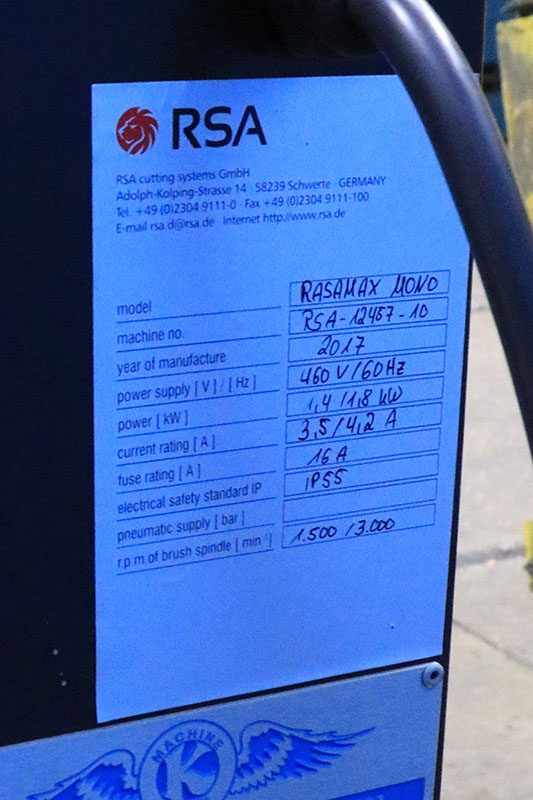 RSA
RSA cutting systems GmbH
Adolph-Kolping-Strasse 14 58239 Schwerte GERMANY
Tel. +49 (0)2304 9111-0 · Fax +49 (0)2304 9111-100
E-mail rsa.d@rsa.de · Internet http://www.rsa.de
model RASAMAX MONO
machine no. RSA-12487-10
year of manufacture 2017
power supply [ V ] / [ Hz ] 460 V/60Hz
power [ kW ] 1,4 /1,8 kW
current rating [ A ] 3,5/4,2 A
fuse rating [ A ] 16 A
electrical safety standard IP IP55
pneumatic supply [ bar ]
r.p.m. of brush spindle [ min⁻¹ ] 1.500 /3.000
MACHINE
K